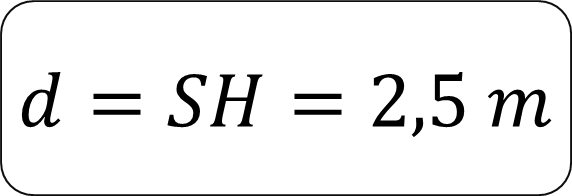 d = SH = 2,5 m